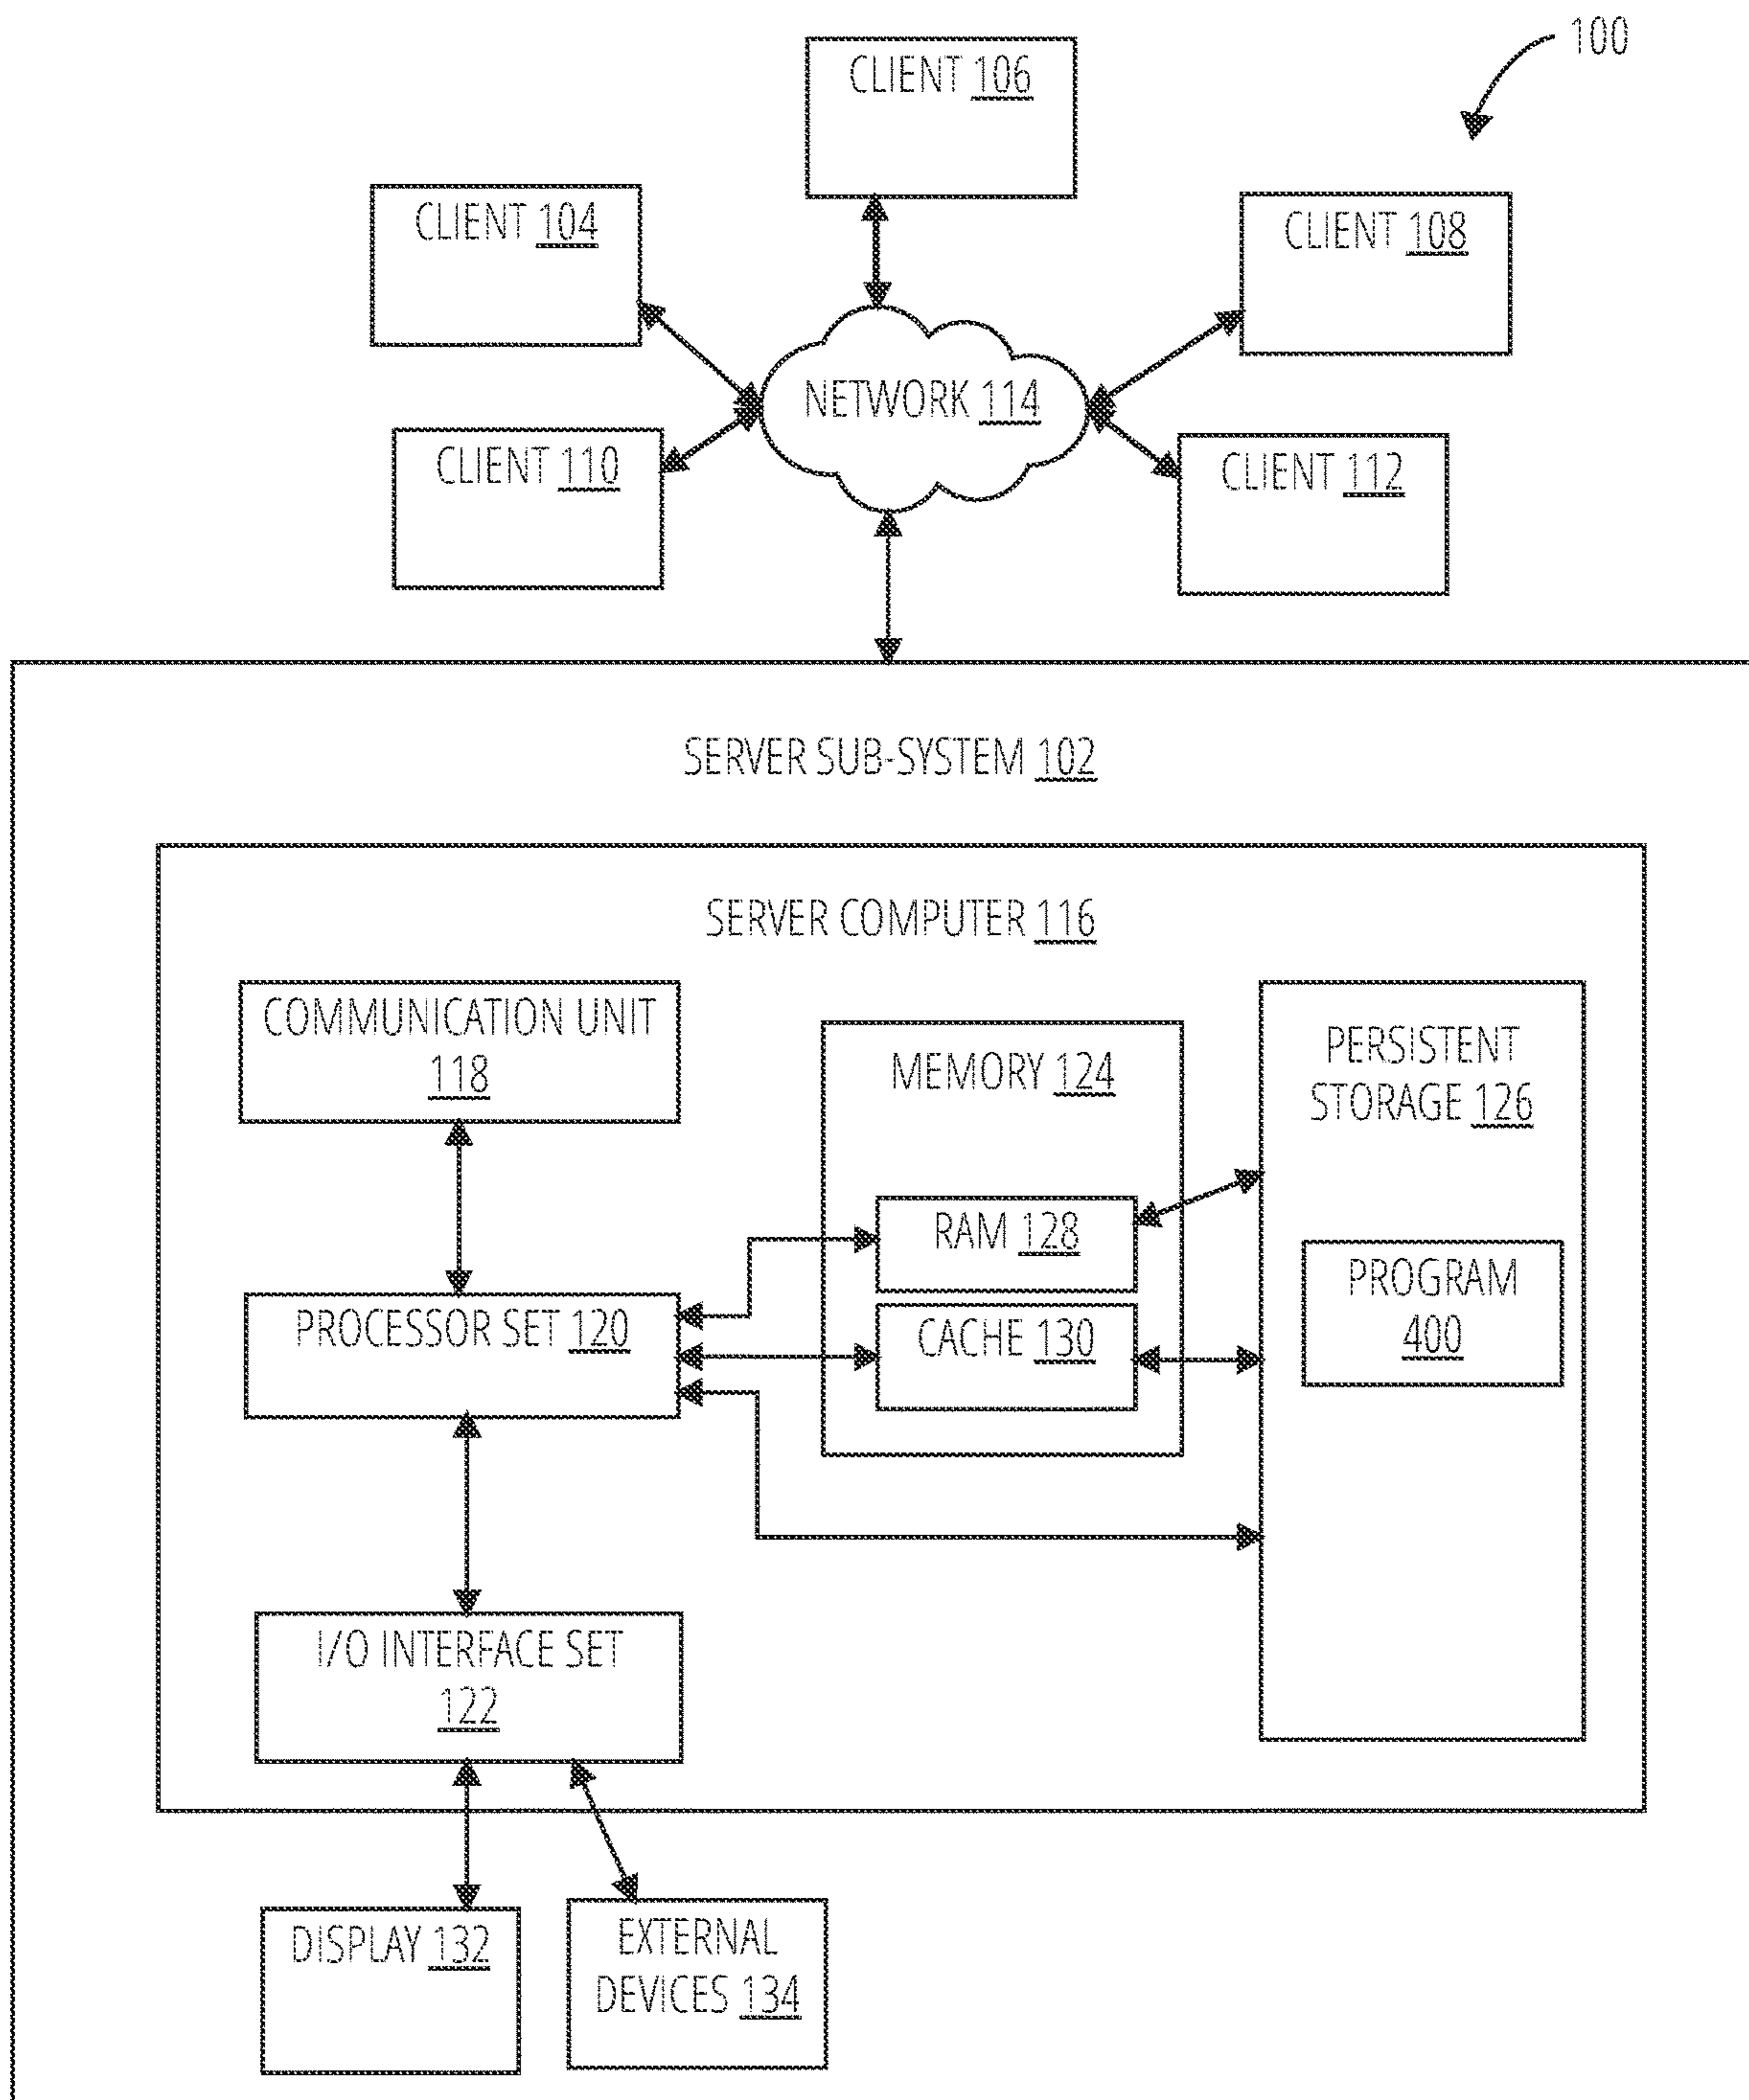 100
CLIENT 106
CLIENT 104
CLIENT 108
NETWORK 114
CLIENT 110
CLIENT 112
SERVER SUB-SYSTEM 102
SERVER COMPUTER 116
COMMUNICATION UNIT
118
MEMORY 124
PERSISTENT
STORAGE 126
RAM 128
PROGRAM
400
PROCESSOR SET 120
CACHE 130
I/O INTERFACE SET
122
DISPLAY 132
EXTERNAL
DEVICES 134